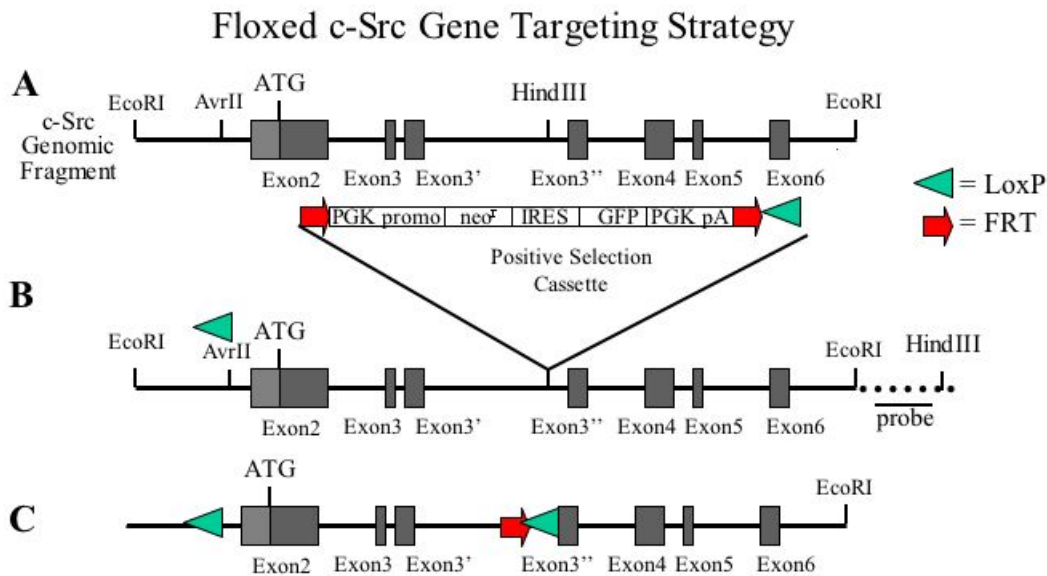 Floxed c-Src Gene Targeting Strategy
A
EcoRI AvrII ATG HindIII EcoRI
c-Src
Genomic
Fragment
Exon2 Exon3 Exon3’ Exon3’’ Exon4 Exon5 Exon6
= LoxP
= FRT
PGK promo neoʳ IRES GFP PGK pA
Positive Selection
Cassette
B
EcoRI AvrII ATG EcoRI HindIII
Exon2 Exon3 Exon3’ Exon3’’ Exon4 Exon5 Exon6
probe
C
ATG EcoRI
Exon2 Exon3 Exon3’ Exon3’’ Exon4 Exon5 Exon6